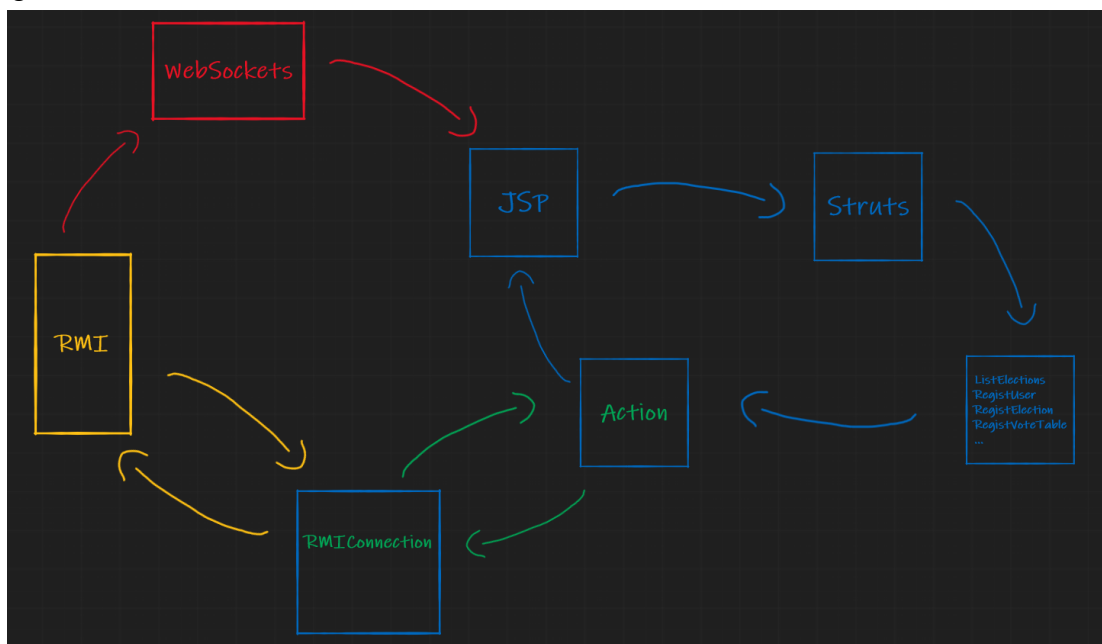 WebSockets
JSP
Struts
RMI
ListElections
RegistUser
RegistElection
RegistVoteTable
...
Action
RMIConnection